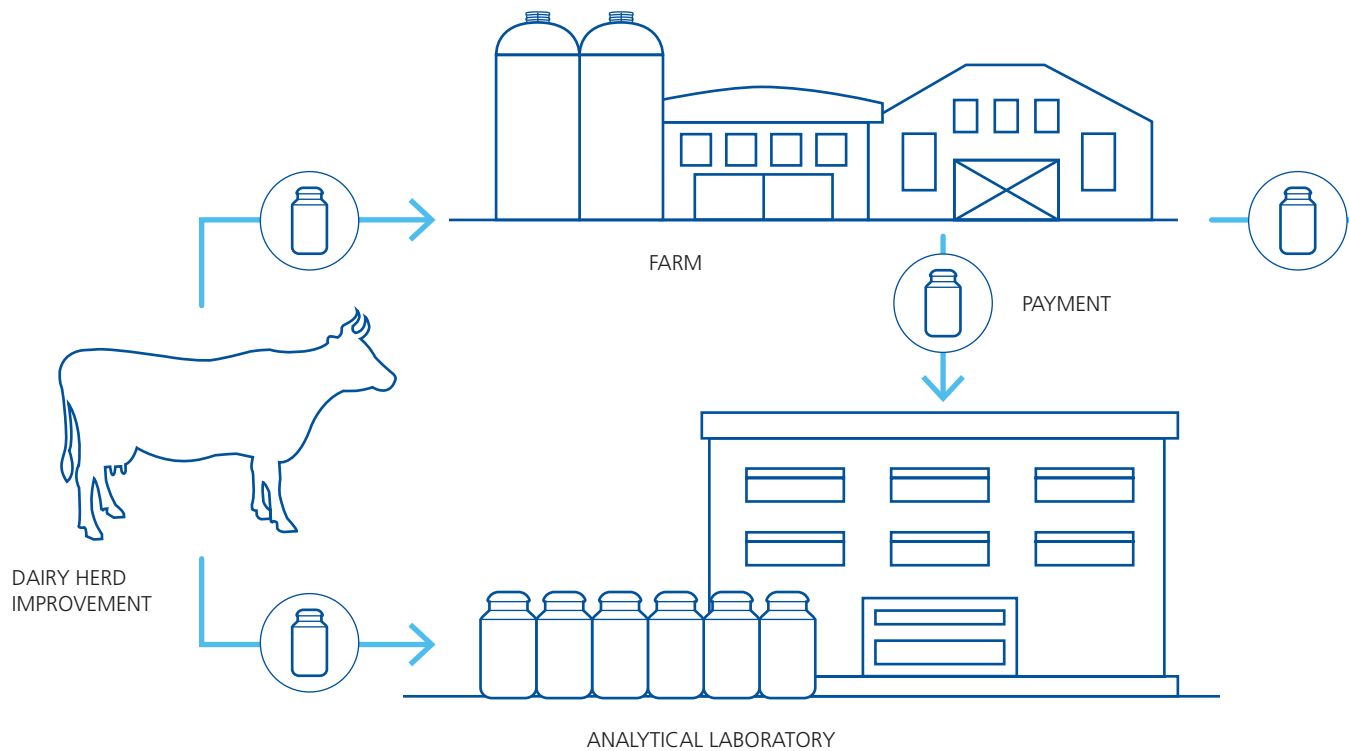 FARM
PAYMENT
DAIRY HERD
IMPROVEMENT
ANALYTICAL LABORATORY